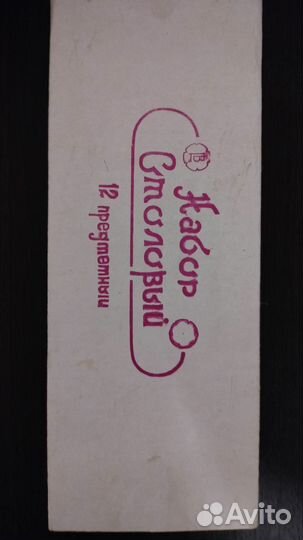 Набор
Столовый
12 предметный
Avito